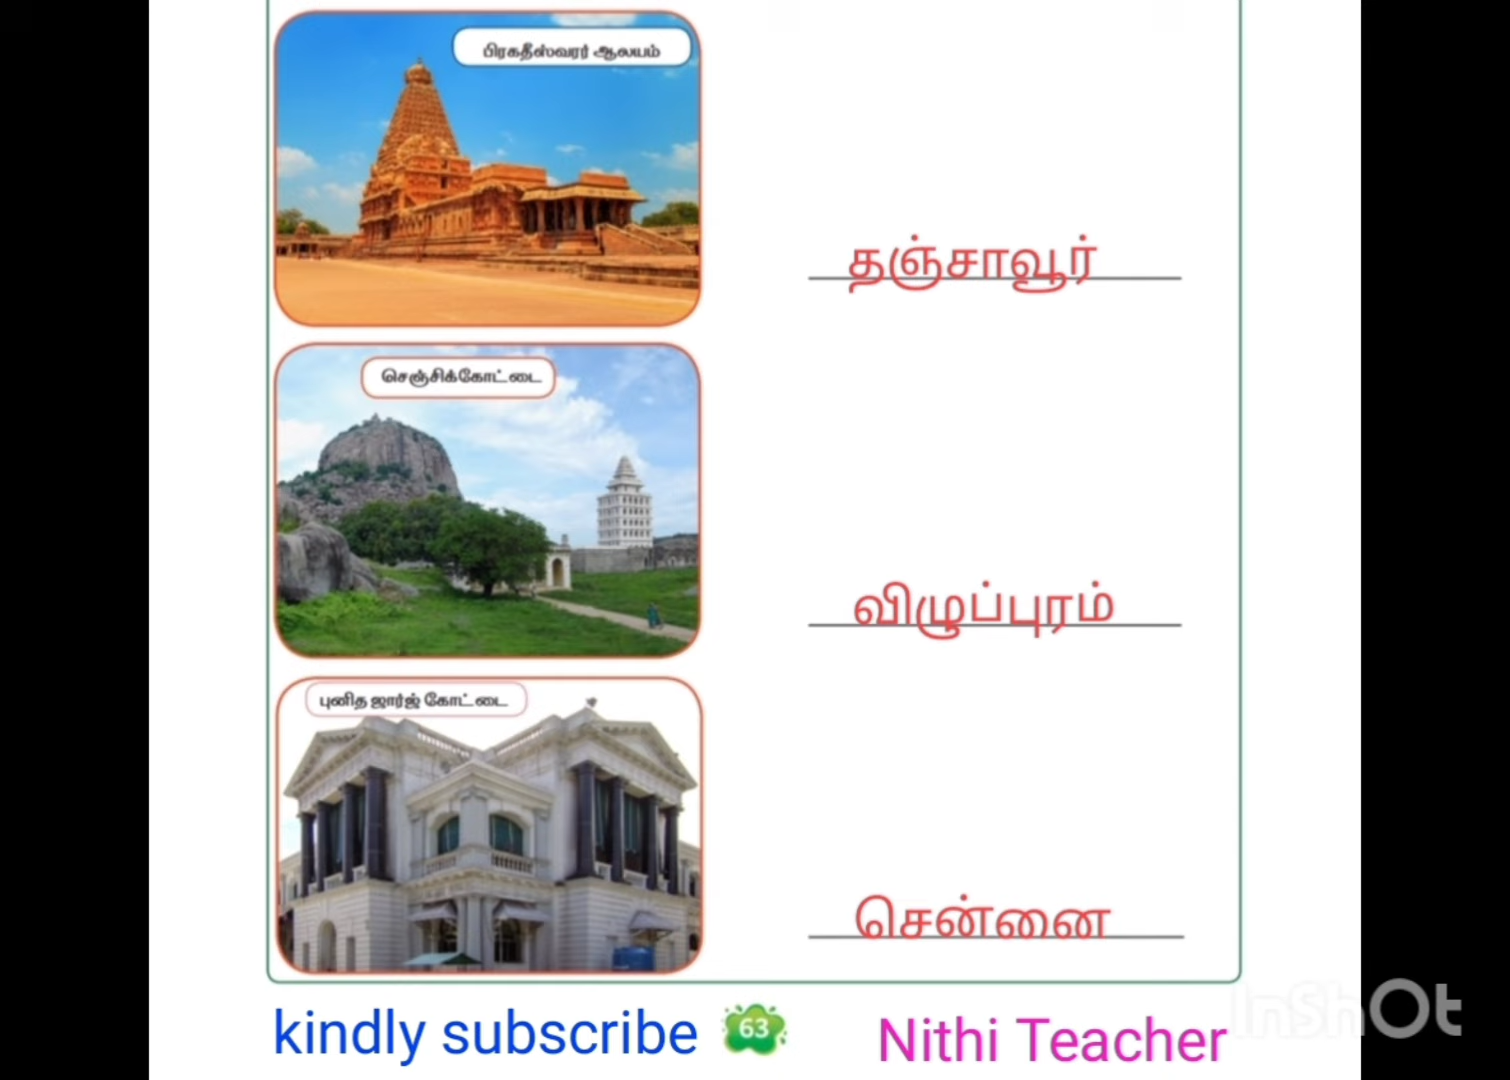 பிரகதீஸ்வரர் ஆலயம்
தஞ்சாவூர்
செஞ்சிக்கோட்டை
விழுப்புரம்
புனித ஜார்ஜ் கோட்டை
சென்னை
kindly subscribe
63
Nithi Teacher
InShOt